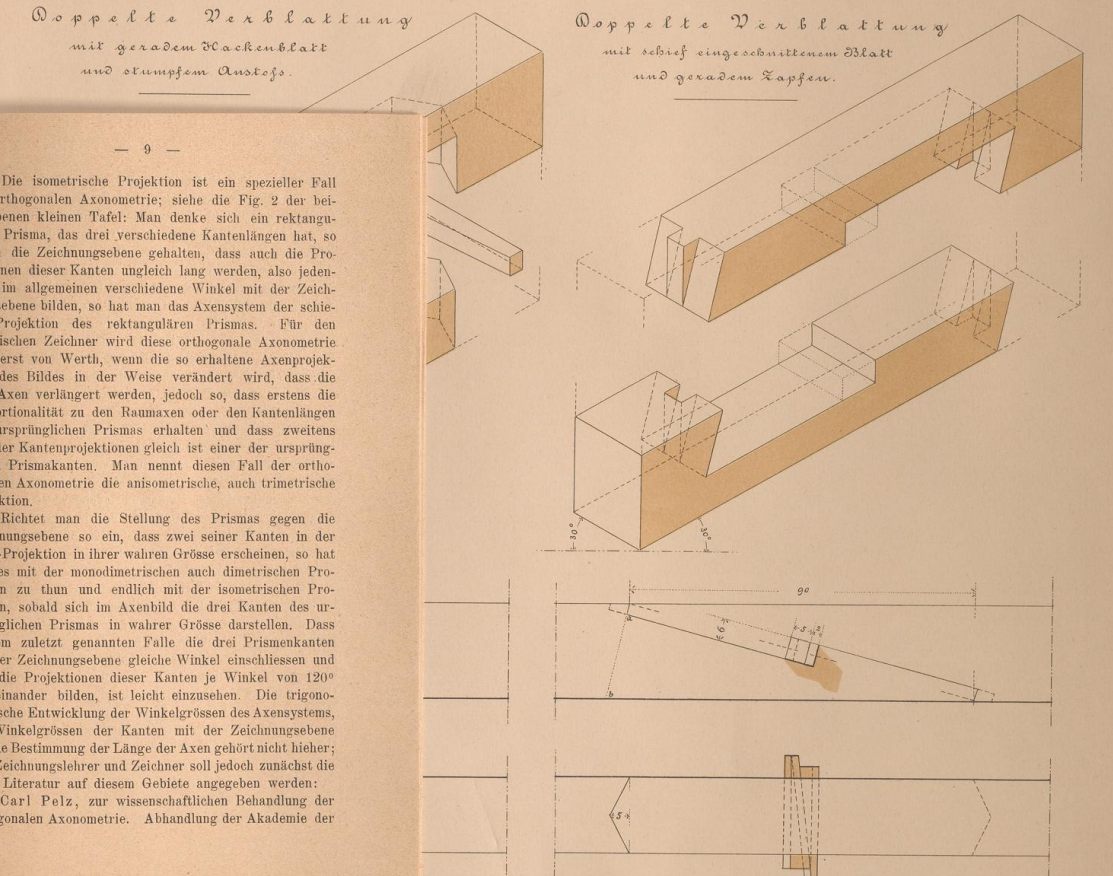 Doppelte Verblattung
mit geradem Hackenblatt
und stumpfem Anstoſs.
Doppelte Verblattung
mit schief eingeschnittenem Blatt
und geradem Zapfen.
— 9 —
Die isometrische Projektion ist ein spezieller Fall
rthogonalen Axonometrie; siehe die Fig. 2 der bei-
enen kleinen Tafel: Man denke sich ein rektangu-
Prisma, das drei verschiedene Kantenlängen hat, so
die Zeichnungsebene gehalten, dass auch die Pro-
nen dieser Kanten ungleich lang werden, also jeden-
im allgemeinen verschiedene Winkel mit der Zeich-
sebene bilden, so hat man das Axensystem der schie-
Projektion des rektangulären Prismas. Für den
ischen Zeichner wird diese orthogonale Axonometrie
erst von Werth, wenn die so erhaltene Axenprojek-
des Bildes in der Weise verändert wird, dass die
Axen verlängert werden, jedoch so, dass erstens die
ortionalität zu den Raumaxen oder den Kantenlängen
ursprünglichen Prismas erhalten und dass zweitens
er Kantenprojektionen gleich ist einer der ursprüng-
Prismakanten. Man nennt diesen Fall der ortho-
en Axonometrie die anisometrische, auch trimetrische
ktion.
Richtet man die Stellung des Prismas gegen die
nungsebene so ein, dass zwei seiner Kanten in der
-Projektion in ihrer wahren Grösse erscheinen, so hat
es mit der monodimetrischen auch dimetrischen Pro-
n zu thun und endlich mit der isometrischen Pro-
n, sobald sich im Axenbild die drei Kanten des ur-
glichen Prismas in wahrer Grösse darstellen. Dass
m zuletzt genannten Falle die drei Prismenkanten
er Zeichnungsebene gleiche Winkel einschliessen und
die Projektionen dieser Kanten je Winkel von 120°
inander bilden, ist leicht einzusehen. Die trigono-
sche Entwicklung der Winkelgrössen des Axensystems,
Winkelgrössen der Kanten mit der Zeichnungsebene
e Bestimmung der Länge der Axen gehört nicht hieher;
Zeichnungslehrer und Zeichner soll jedoch zunächst die
Literatur auf diesem Gebiete angegeben werden:
Carl Pelz, zur wissenschaftlichen Behandlung der
gonalen Axonometrie. Abhandlung der Akademie der
30°
30°
90
a
6
5
b
5